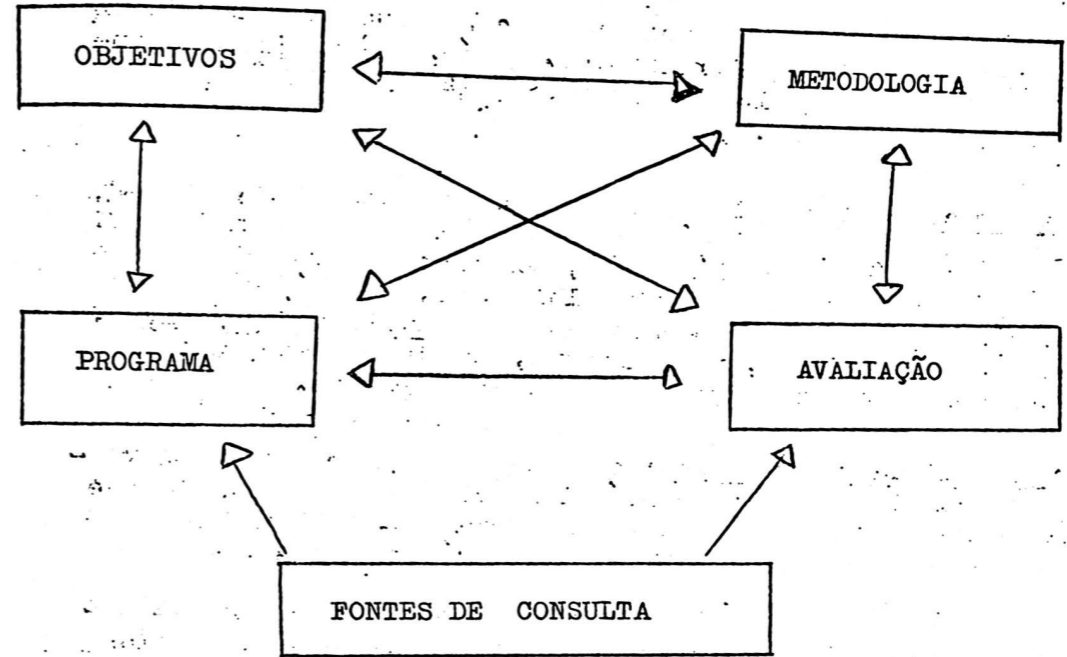 OBJETIVOS
METODOLOGIA
PROGRAMA
AVALIAÇÃO
FONTES DE CONSULTA